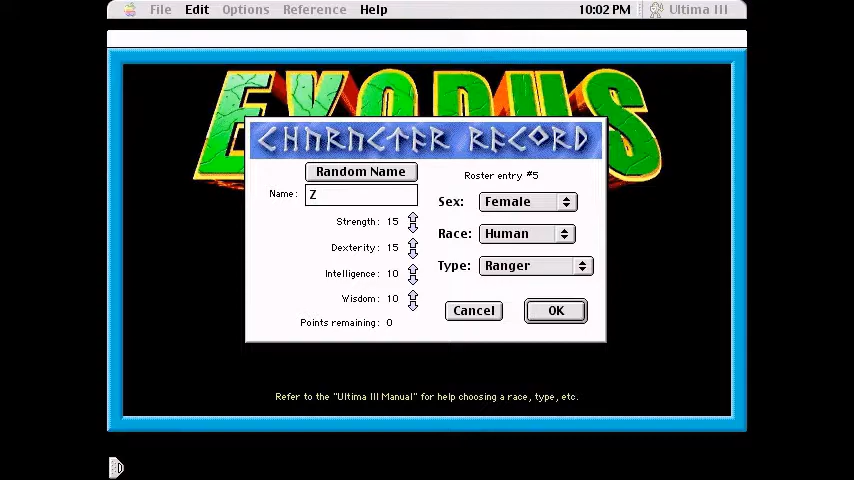 File Edit Options Reference Help 10:02 PM Ultima III
EXODUS
CHARACTER RECORD
Random Name
Roster entry #5
Name: Z
Sex: Female
Strength: 15
Race: Human
Dexterity: 15
Type: Ranger
Intelligence: 10
Wisdom: 10
Cancel OK
Points remaining: 0
Refer to the "Ultima III Manual" for help choosing a race, type, etc.